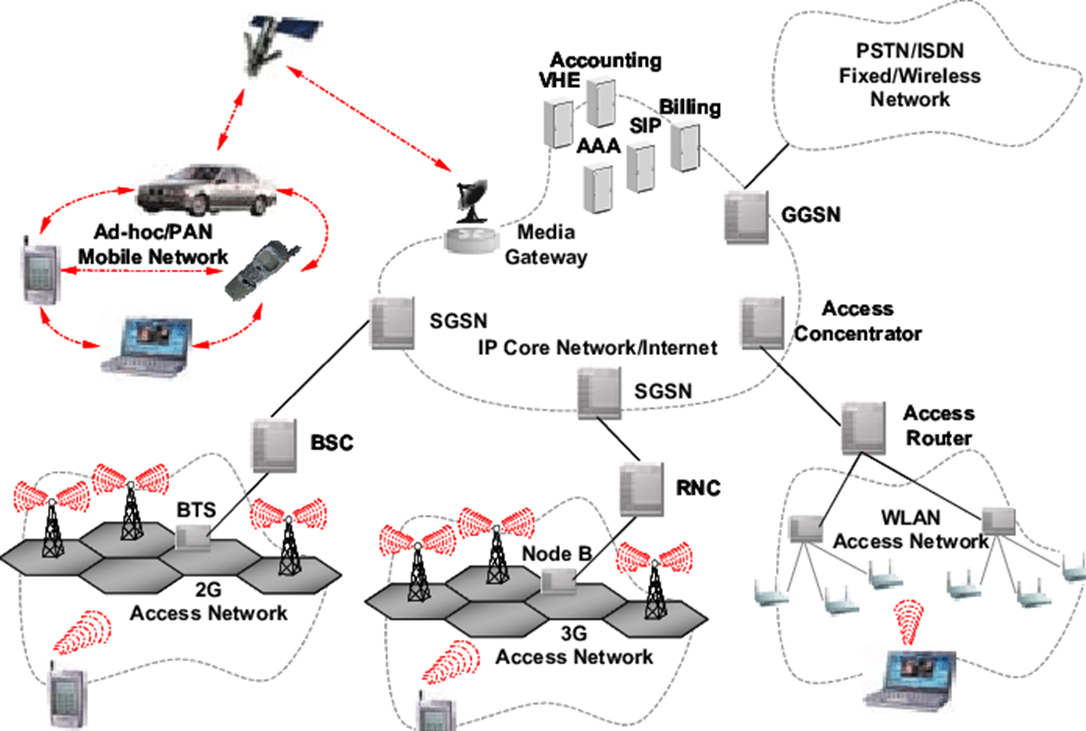 PSTN/ISDN
Fixed/Wireless
Network
Accounting
VHE
Billing
SIP
AAA
GGSN
Ad-hoc/PAN
Mobile Network
Media
Gateway
SGSN
IP Core Network/Internet
Access
Concentrator
SGSN
BSC
Access
Router
RNC
BTS
WLAN
Access Network
Node B
2G
Access Network
3G
Access Network